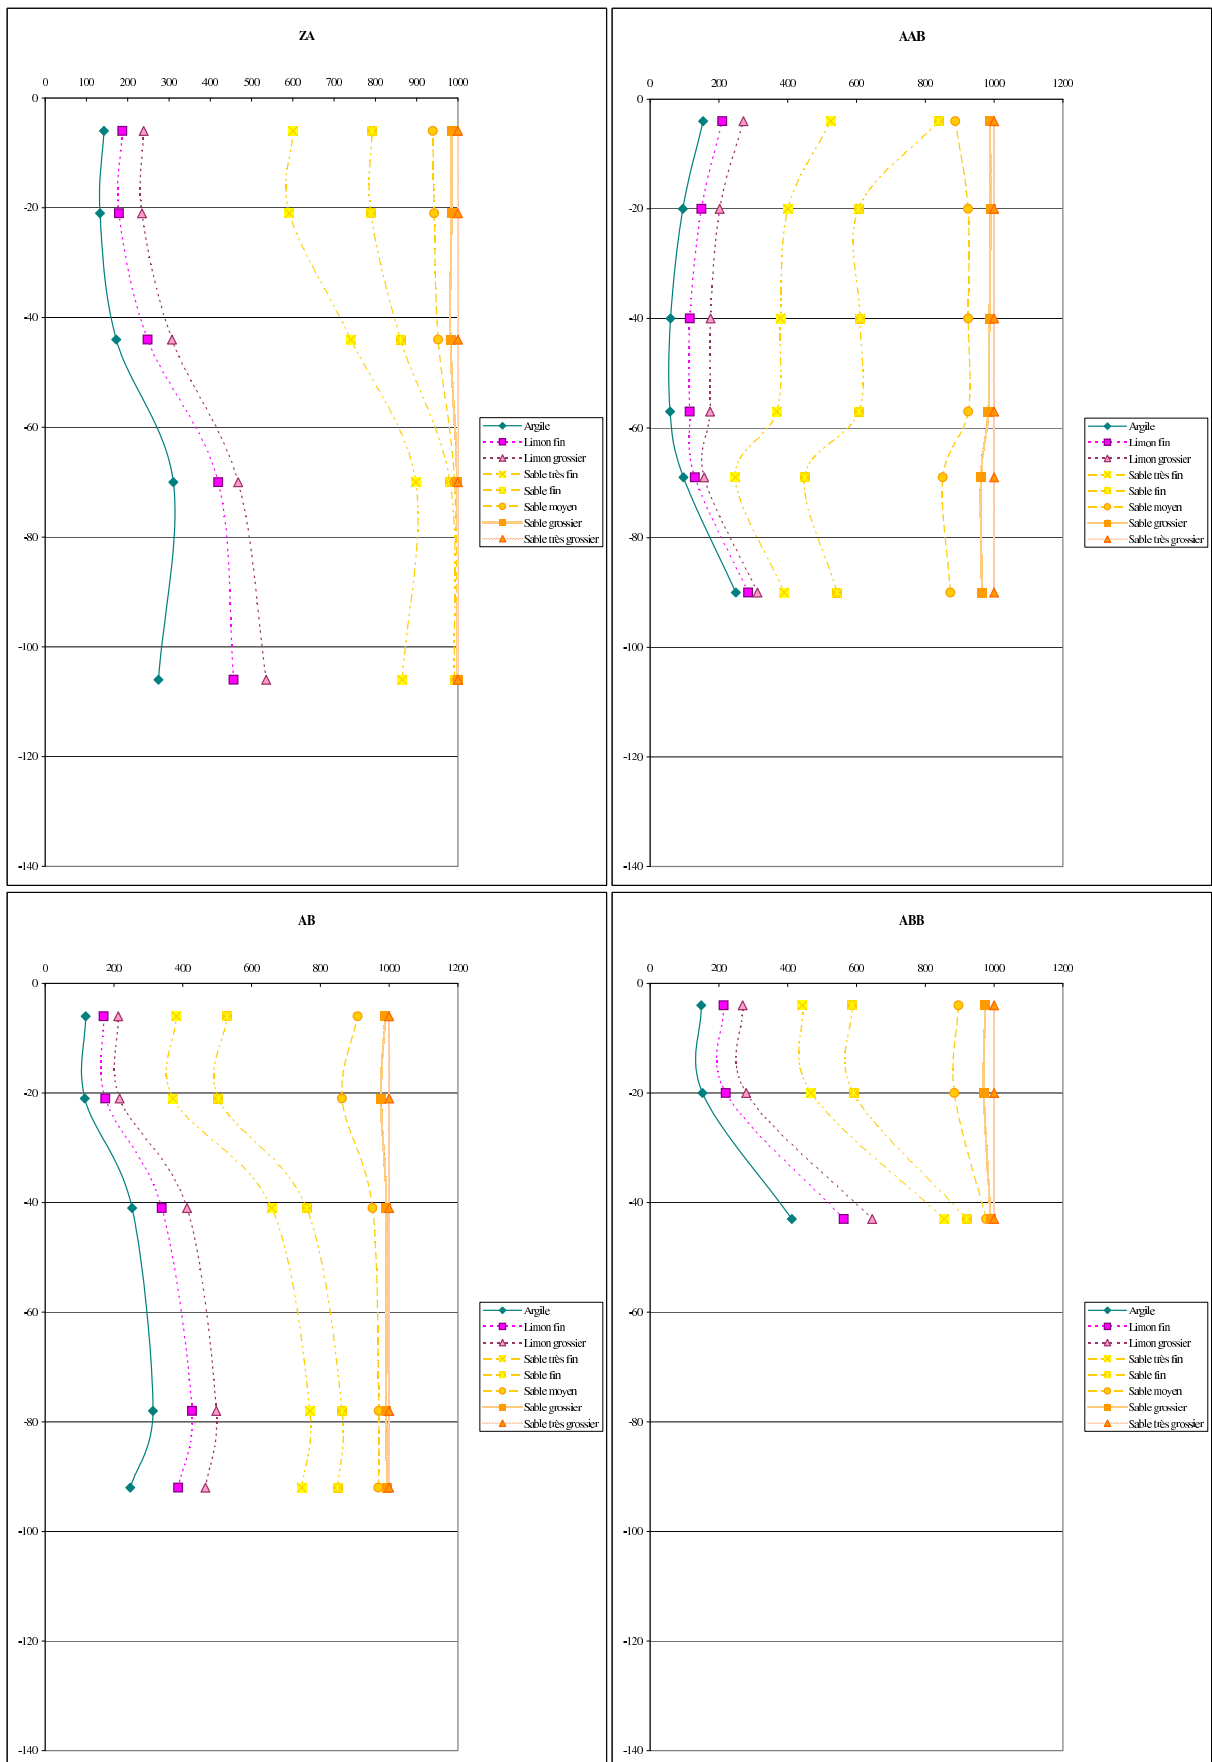 ZA
0 100 200 300 400 500 600 700 800 900 1000
0
-20
-40
-60
-80
-100
-120
-140
Argile
Limon fin
Limon grossier
Sable très fin
Sable fin
Sable moyen
Sable grossier
Sable très grossier
AAB
0 200 400 600 800 1000 1200
0
-20
-40
-60
-80
-100
-120
-140
Argile
Limon fin
Limon grossier
Sable très fin
Sable fin
Sable moyen
Sable grossier
Sable très grossier
AB
0 200 400 600 800 1000 1200
0
-20
-40
-60
-80
-100
-120
-140
Argile
Limon fin
Limon grossier
Sable très fin
Sable fin
Sable moyen
Sable grossier
Sable très grossier
ABB
0 200 400 600 800 1000 1200
0
-20
-40
-60
-80
-100
-120
-140
Argile
Limon fin
Limon grossier
Sable très fin
Sable fin
Sable moyen
Sable grossier
Sable très grossier